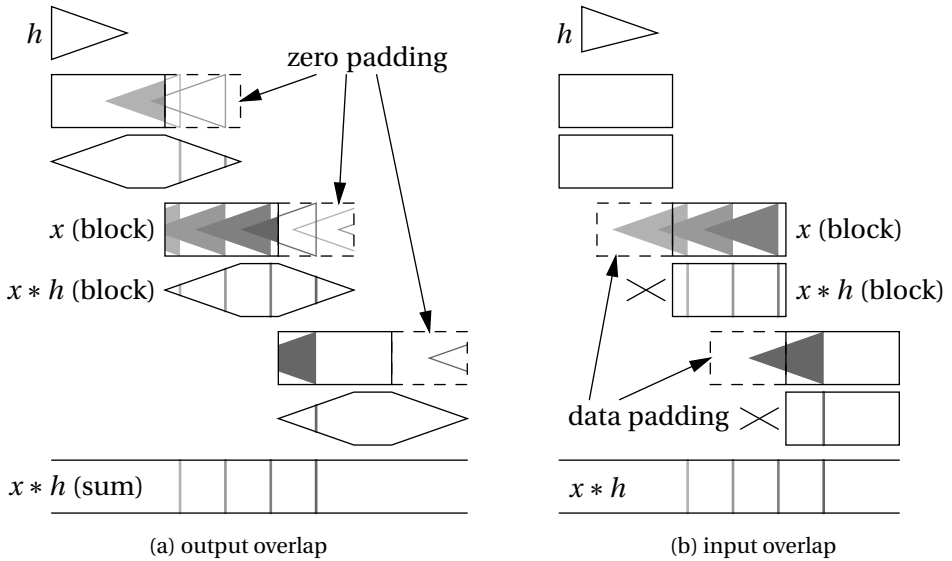 h
zero padding
x (block)
x ∗ h (block)
x ∗ h (sum)
(a) output overlap
h
x (block)
x ∗ h (block)
data padding
x ∗ h
(b) input overlap